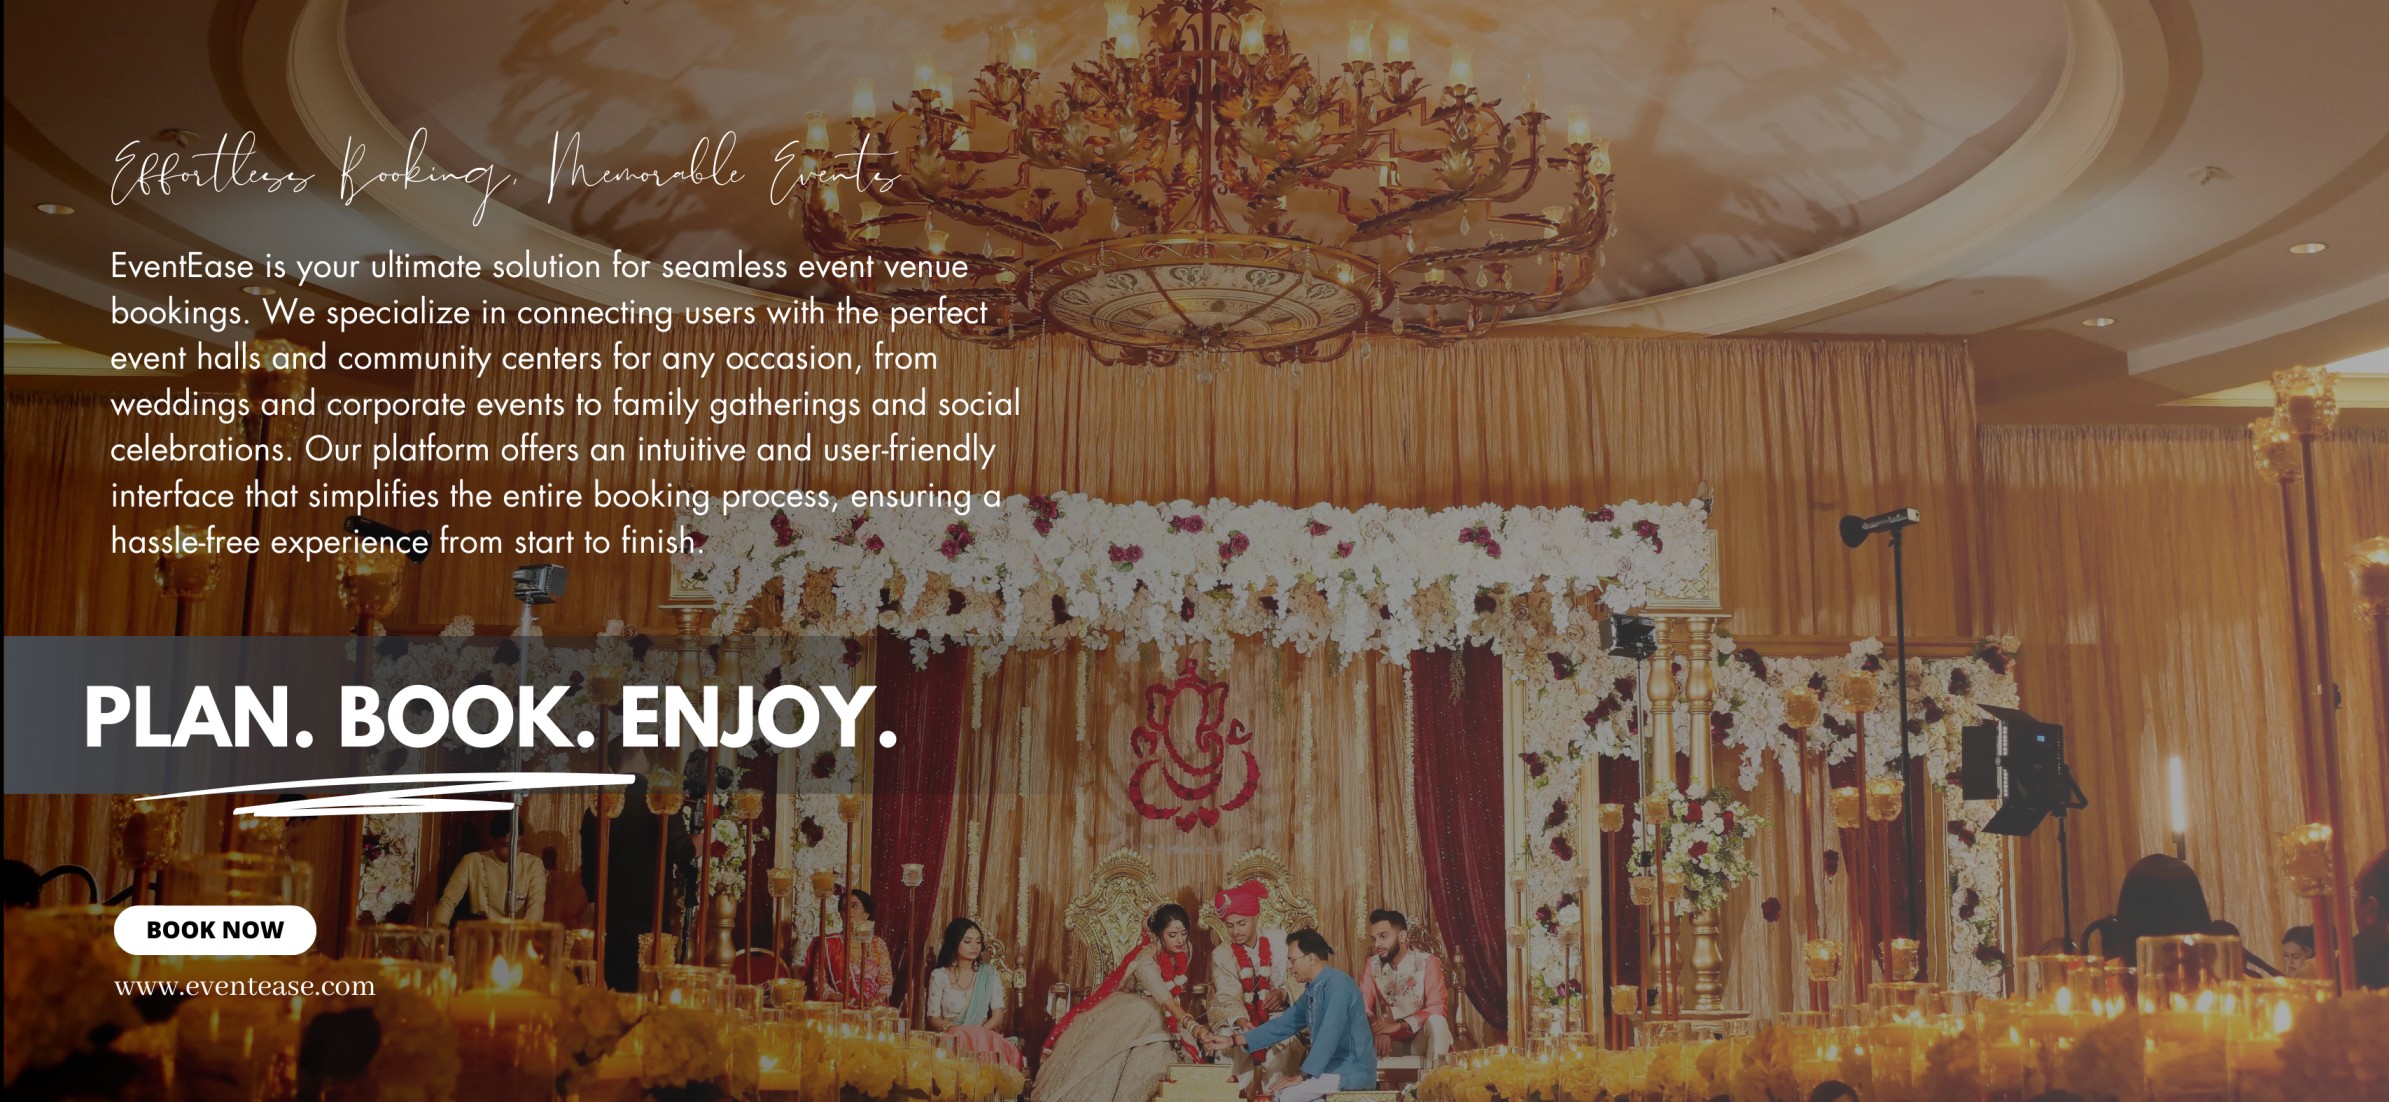 Effortless Booking, Memorable Events
EventEase is your ultimate solution for seamless event venue
bookings. We specialize in connecting users with the perfect
event halls and community centers for any occasion, from
weddings and corporate events to family gatherings and social
celebrations. Our platform offers an intuitive and user-friendly
interface that simplifies the entire booking process, ensuring a
hassle-free experience from start to finish.
PLAN. BOOK. ENJOY.
BOOK NOW
www.eventease.com